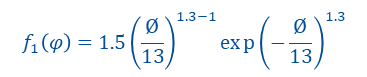 f₁(φ) = 1.5(Ø/13)^(1.3−1) exp(−Ø/13)^(1.3)